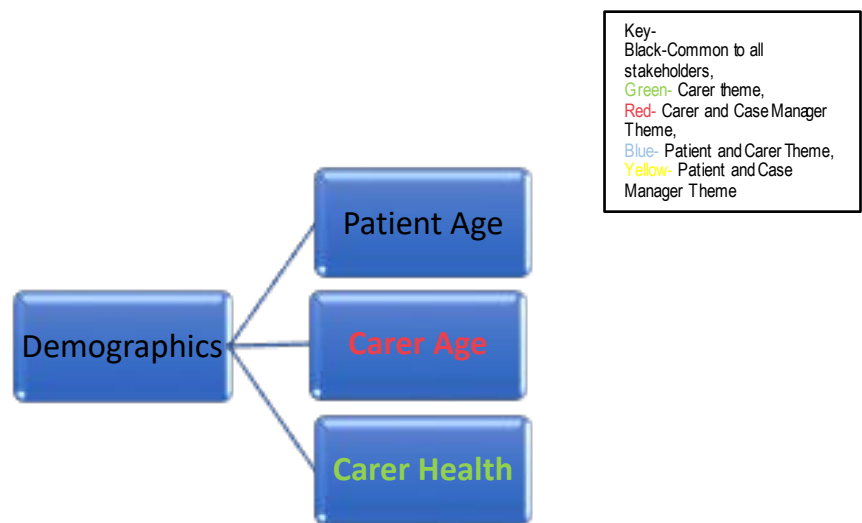 Key-
Black-Common to all
stakeholders,
Green- Carer theme,
Red- Carer and Case Manager
Theme,
Blue- Patient and Carer Theme,
Yellow- Patient and Case
Manager Theme
Patient Age
Demographics
Carer Age
Carer Health